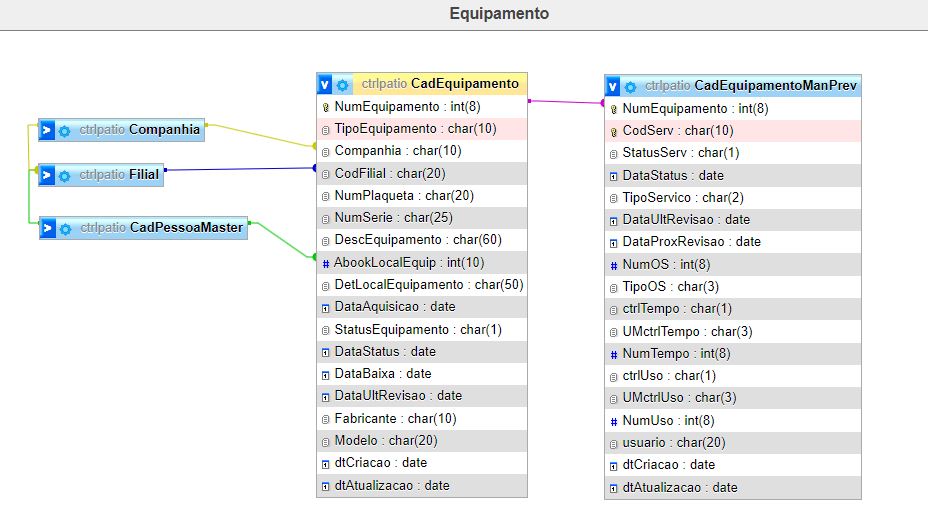 Equipamento
ctrlpatio Companhia
ctrlpatio Filial
ctrlpatio CadPessoaMaster
v ctrlpatio CadEquipamento
NumEquipamento : int(8)
TipoEquipamento : char(10)
Companhia : char(10)
CodFilial : char(20)
NumPlaqueta : char(20)
NumSerie : char(25)
DescEquipamento : char(60)
# AbookLocalEquip : int(10)
DetLocalEquipamento : char(50)
DataAquisicao : date
StatusEquipamento : char(1)
DataStatus : date
DataBaixa : date
DataUltRevisao : date
Fabricante : char(10)
Modelo : char(20)
dtCriacao : date
dtAtualizacao : date
v ctrlpatio CadEquipamentoManPrev
NumEquipamento : int(8)
CodServ : char(10)
StatusServ : char(1)
DataStatus : date
TipoServico : char(2)
DataUltRevisao : date
DataProxRevisao : date
# NumOS : int(8)
TipoOS : char(3)
ctrlTempo : char(1)
UMctrlTempo : char(3)
# NumTempo : int(8)
ctrlUso : char(1)
UMctrlUso : char(3)
# NumUso : int(8)
usuario : char(20)
dtCriacao : date
dtAtualizacao : date